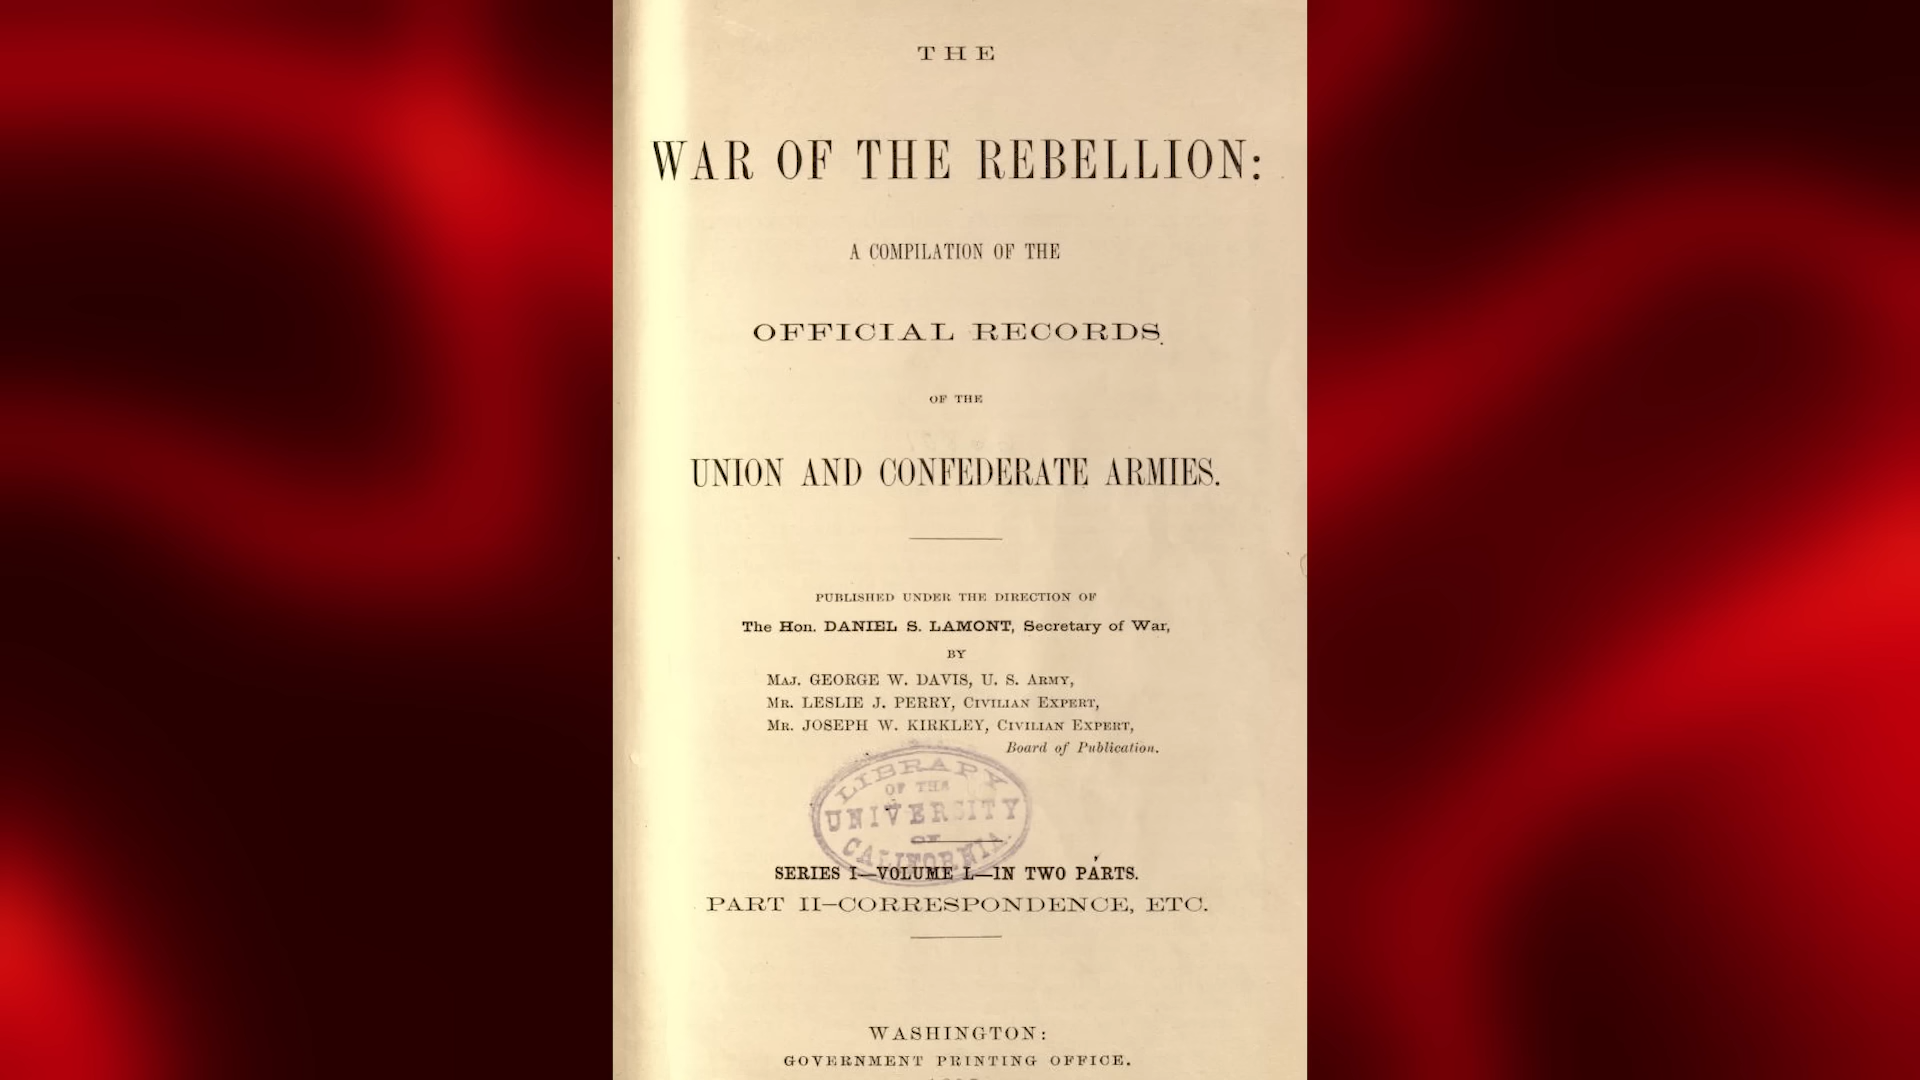 THE
WAR OF THE REBELLION:
A COMPILATION OF THE
OFFICIAL RECORDS
OF THE
UNION AND CONFEDERATE ARMIES.
PUBLISHED UNDER THE DIRECTION OF
The Hon. DANIEL S. LAMONT, Secretary of War,
BY
MAJ. GEORGE W. DAVIS, U. S. ARMY,
MR. LESLIE J. PERRY, CIVILIAN EXPERT,
MR. JOSEPH W. KIRKLEY, CIVILIAN EXPERT,
Board of Publication.
LIBRARY
OF THE
UNIVERSITY
OF
CALIFORNIA.
SERIES I—VOLUME L—IN TWO PARTS.
PART II—CORRESPONDENCE, ETC.
WASHINGTON:
GOVERNMENT PRINTING OFFICE.